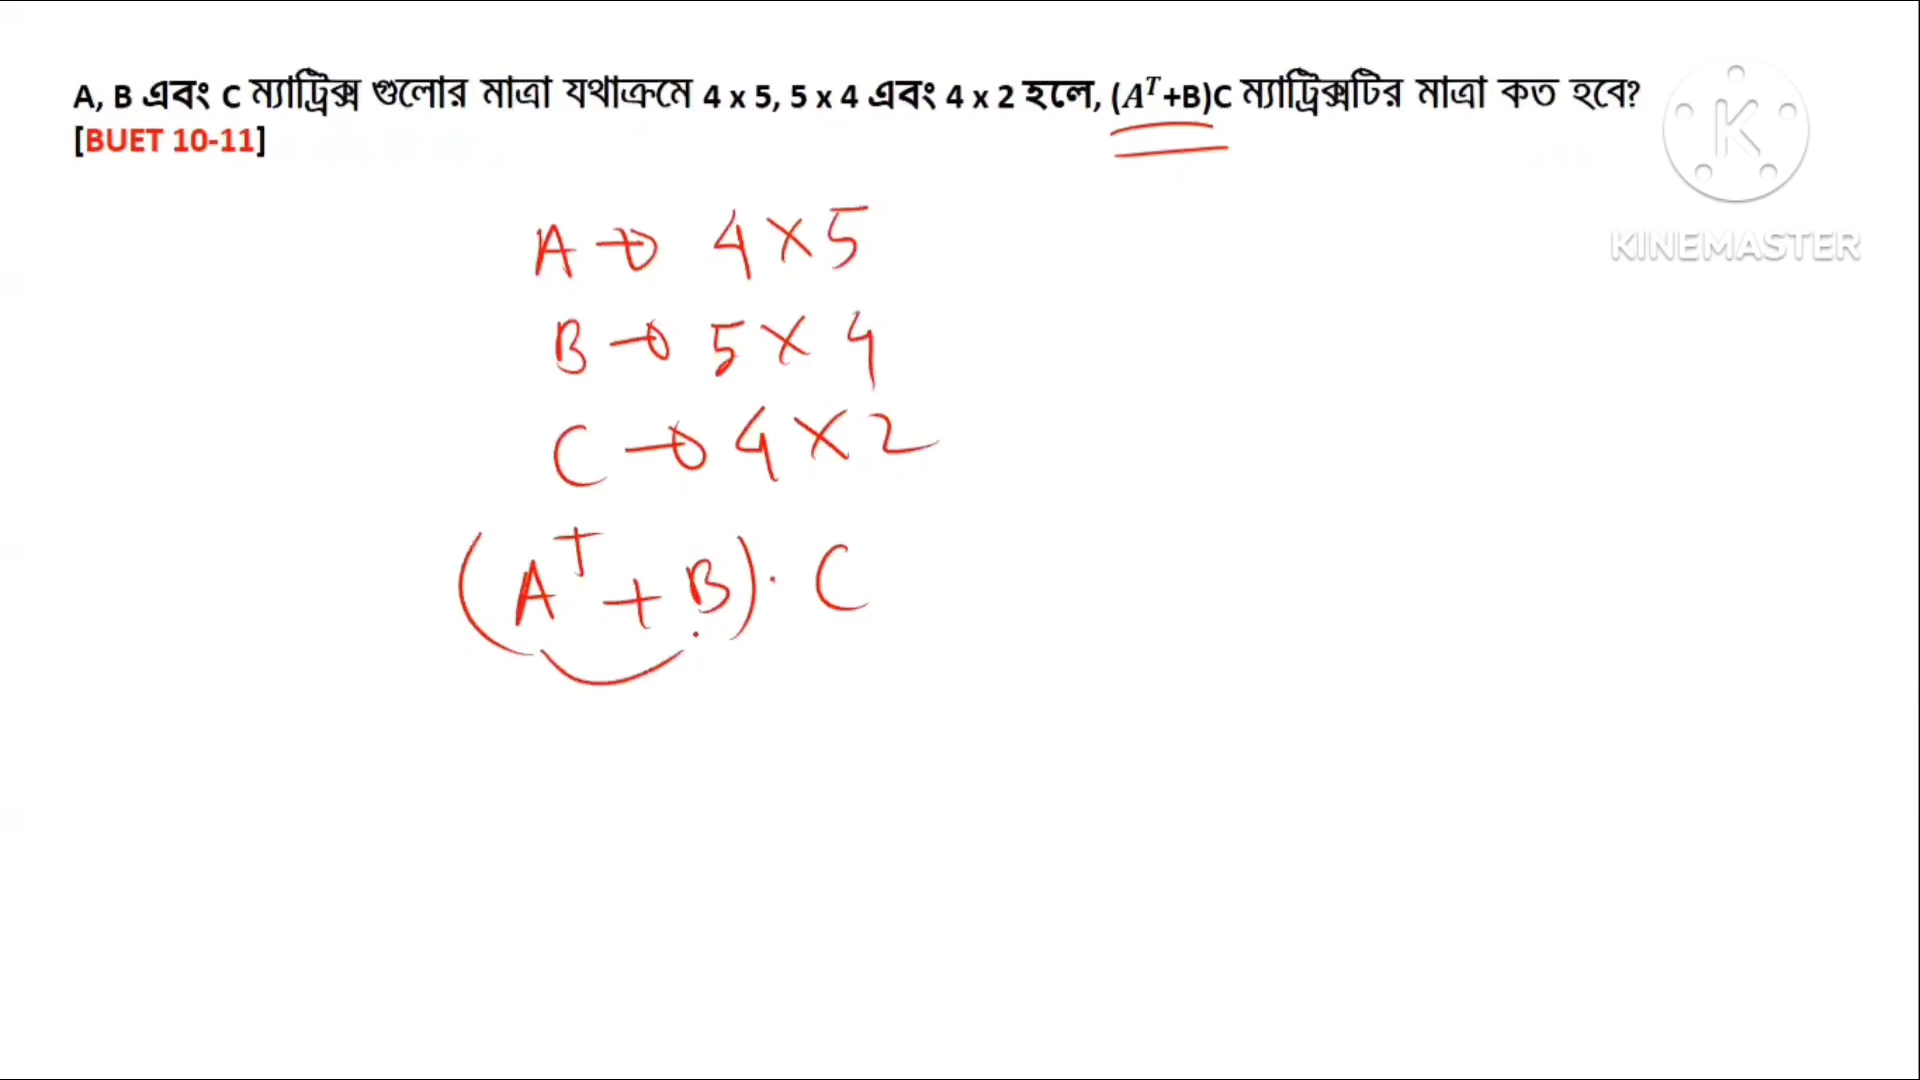 A, B এবং C ম্যাট্রিক্স গুলোর মাত্রা যথাক্রমে 4 x 5, 5 x 4 এবং 4 x 2 হলে, (A^T+B)C ম্যাট্রিক্সটির মাত্রা কত হবে?
[BUET 10-11]
K
KINEMASTER
A → 4 × 5
B → 5 × 4
C → 4 × 2
(A^T + B) · C